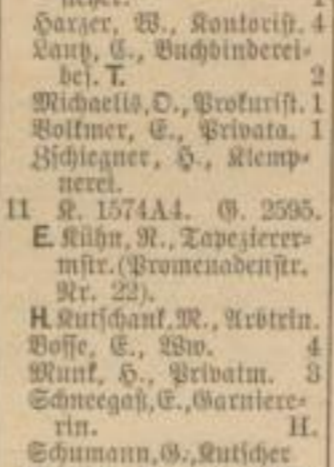 Harzer, W., Kontorist. 4
Lautz, C., Buchbinderei-
bes. T. 2
Michaelis, O., Prokurist. 1
Volkmer, E., Privata. 1
Zschiegner, H., Klemp-
nerei.
11 K. 1574A4. G. 2595.
E Kühn, R., Tapezierer-
mstr. (Promenadenstr.
Nr. 22).
H Kutschank, M., Arbtrin.
Bosse, E., Ww. 4
Munk, H., Privatm. 3
Schneegaß, E., Garniere-
rin. H.
Schumann, G., Kutscher